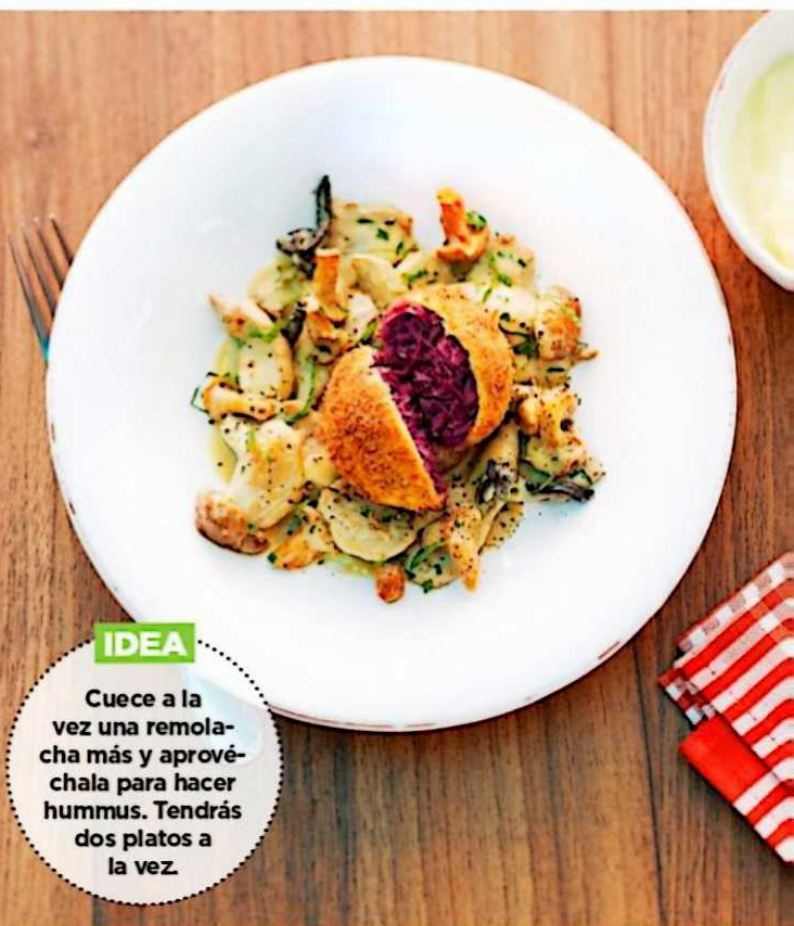 IDEA
Cuece a la
vez una remola-
cha más y aprové-
chala para hacer
hummus. Tendrás
dos platos a
la vez.